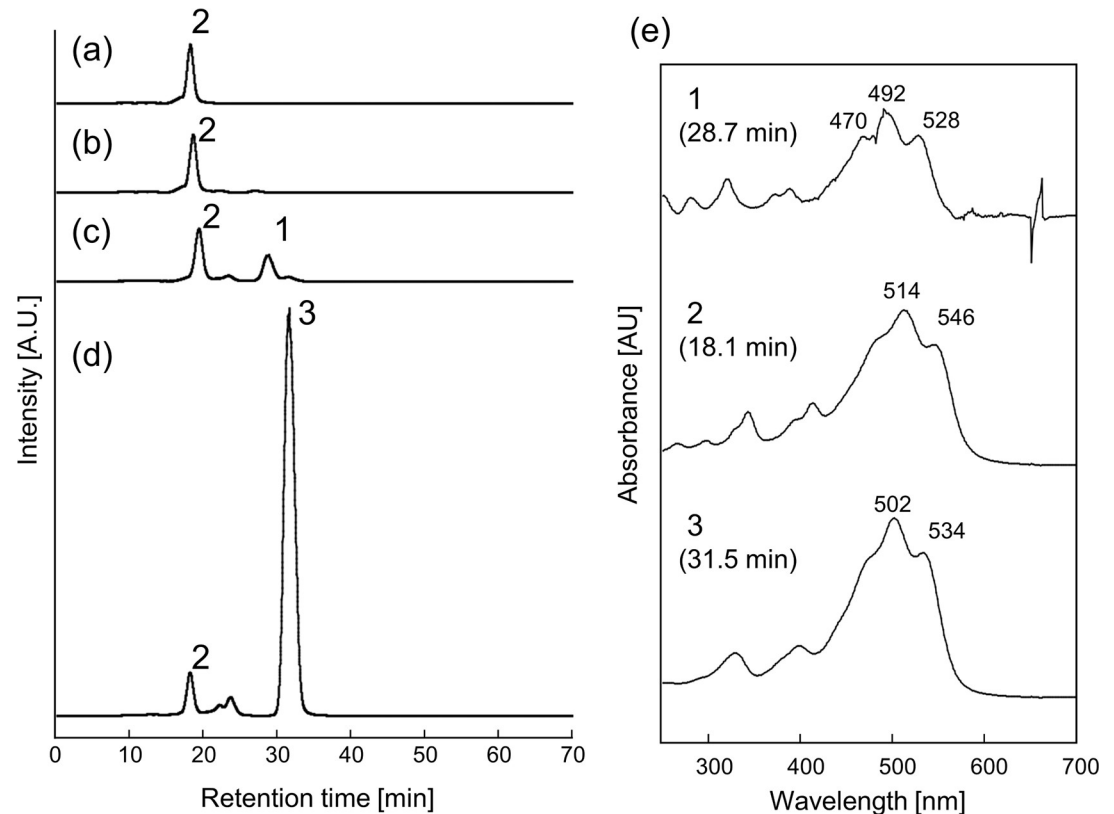 (a)
2
(b)
2
(c)
2
1
(d)
3
2
Intensity [A.U.]
0 10 20 30 40 50 60 70
Retention time [min]
(e)
1
(28.7 min)
470
492
528
2
(18.1 min)
514
546
3
(31.5 min)
502
534
Absorbance [AU]
300 400 500 600 700
Wavelength [nm]